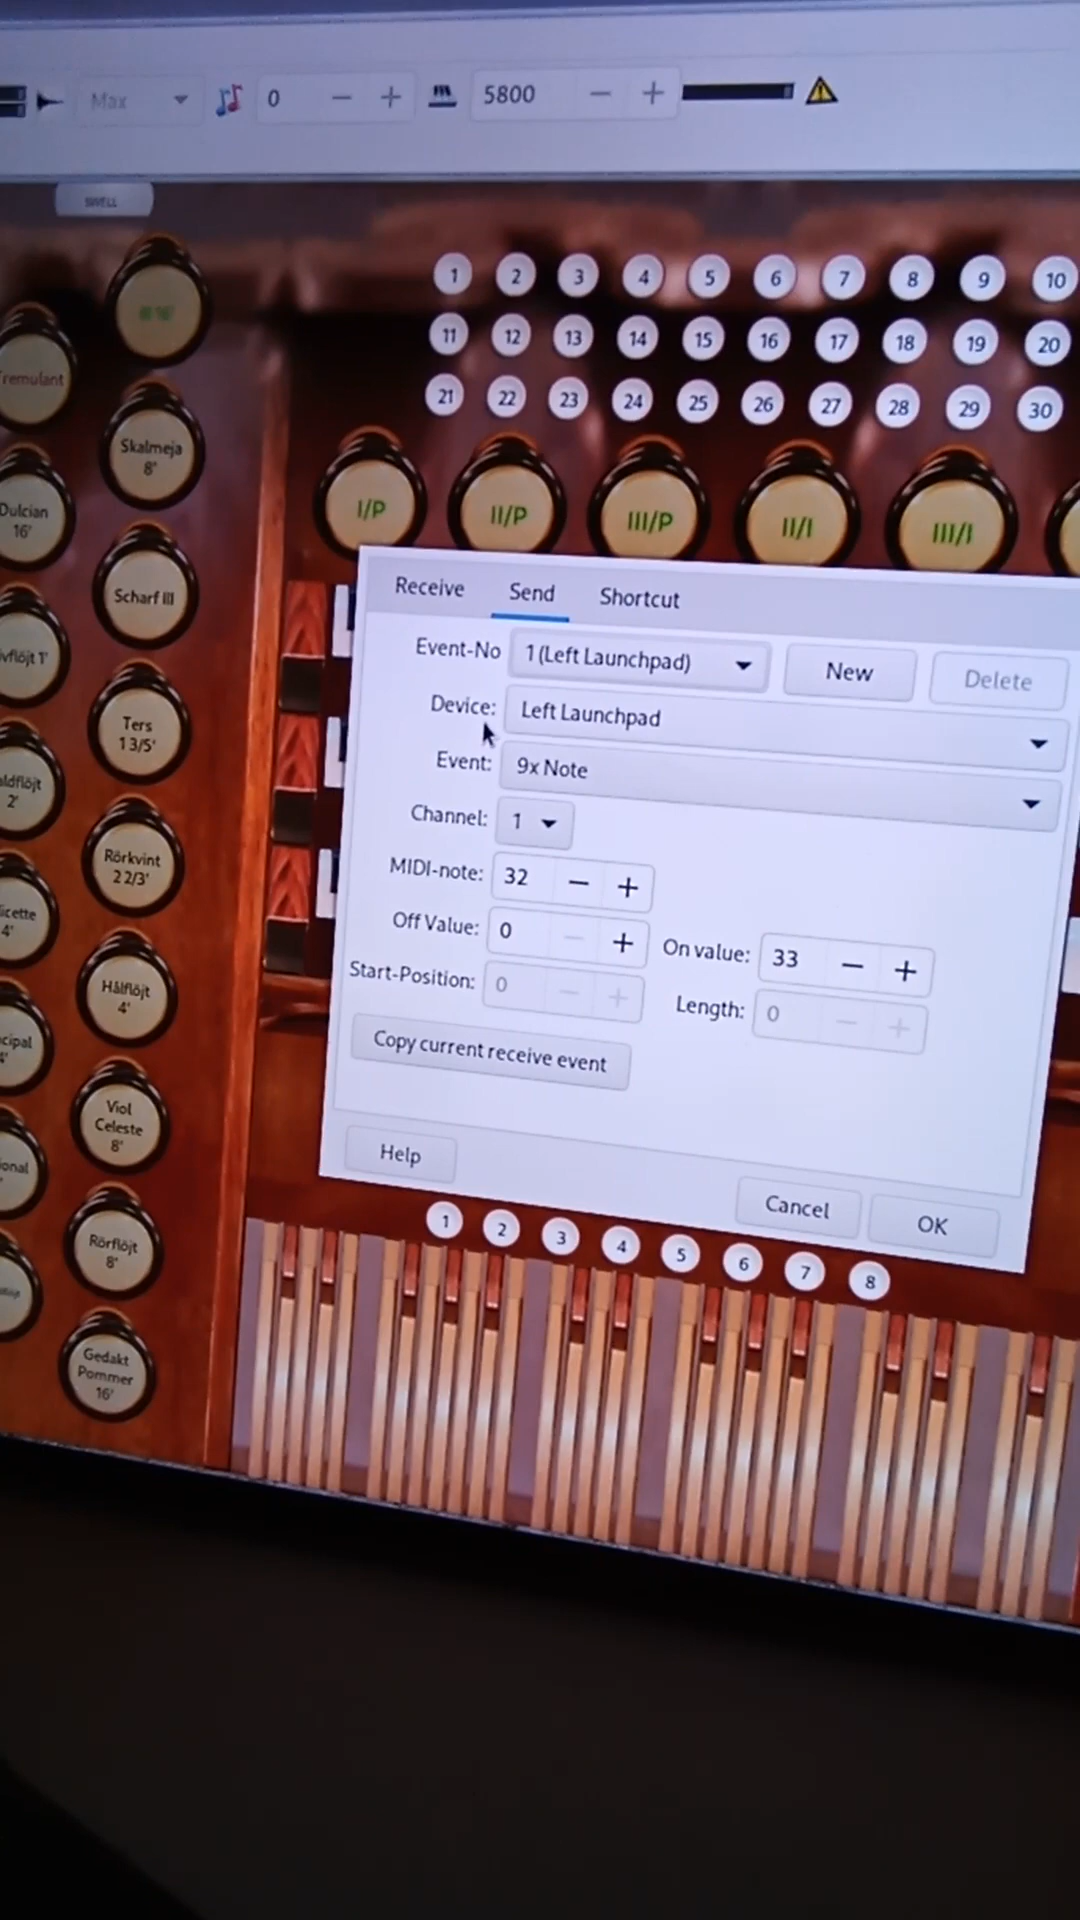 Max 0 5800
SWELL
1 2 3 4 5 6 7 8 9 10
11 12 13 14 15 16 17 18 19 20
21 22 23 24 25 26 27 28 29 30
I/P II/P III/P II/I III/I
Tremulant
Skalmeja
8'
Dulcian
16'
Scharf III
1'
Ters
1 3/5'
2'
Rörkvint
2 2/3'
4'
Hålflöjt
4'
4'
Viol
Celeste
8'
Rörflöjt
8'
Gedakt
Pommer
16'
Receive Send Shortcut
Event-No 1 (Left Launchpad) New Delete
Device: Left Launchpad
Event: 9x Note
Channel: 1
MIDI-note: 32
Off Value: 0 On value: 33
Start-Position: 0 Length: 0
Copy current receive event
Help Cancel OK
1 2 3 4 5 6 7 8